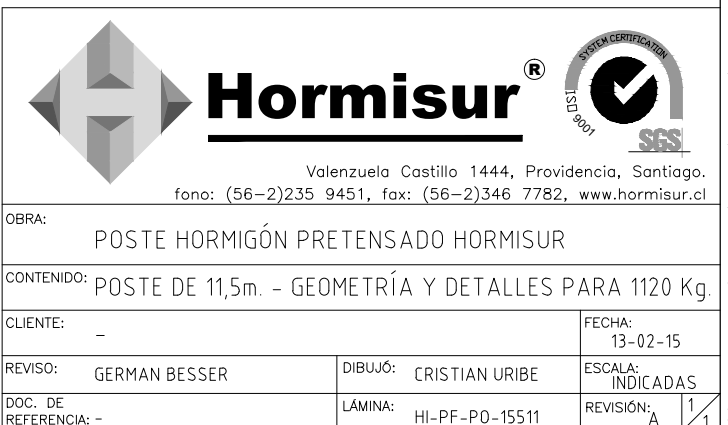 Hormisur ®
SYSTEM CERTIFICATION
ISO 9001
SGS
Valenzuela Castillo 1444, Providencia, Santiago.
fono: (56-2)235 9451, fax: (56-2)346 7782, www.hormisur.cl
OBRA:
POSTE HORMIGÓN PRETENSADO HORMISUR
CONTENIDO: POSTE DE 11,5m. - GEOMETRÍA Y DETALLES PARA 1120 Kg.
CLIENTE: -
FECHA:
13-02-15
REVISO: GERMAN BESSER
DIBUJÓ: CRISTIAN URIBE
ESCALA:
INDICADAS
DOC. DE
REFERENCIA: -
LÁMINA: HI-PF-PO-15511
REVISIÓN: A
1/1